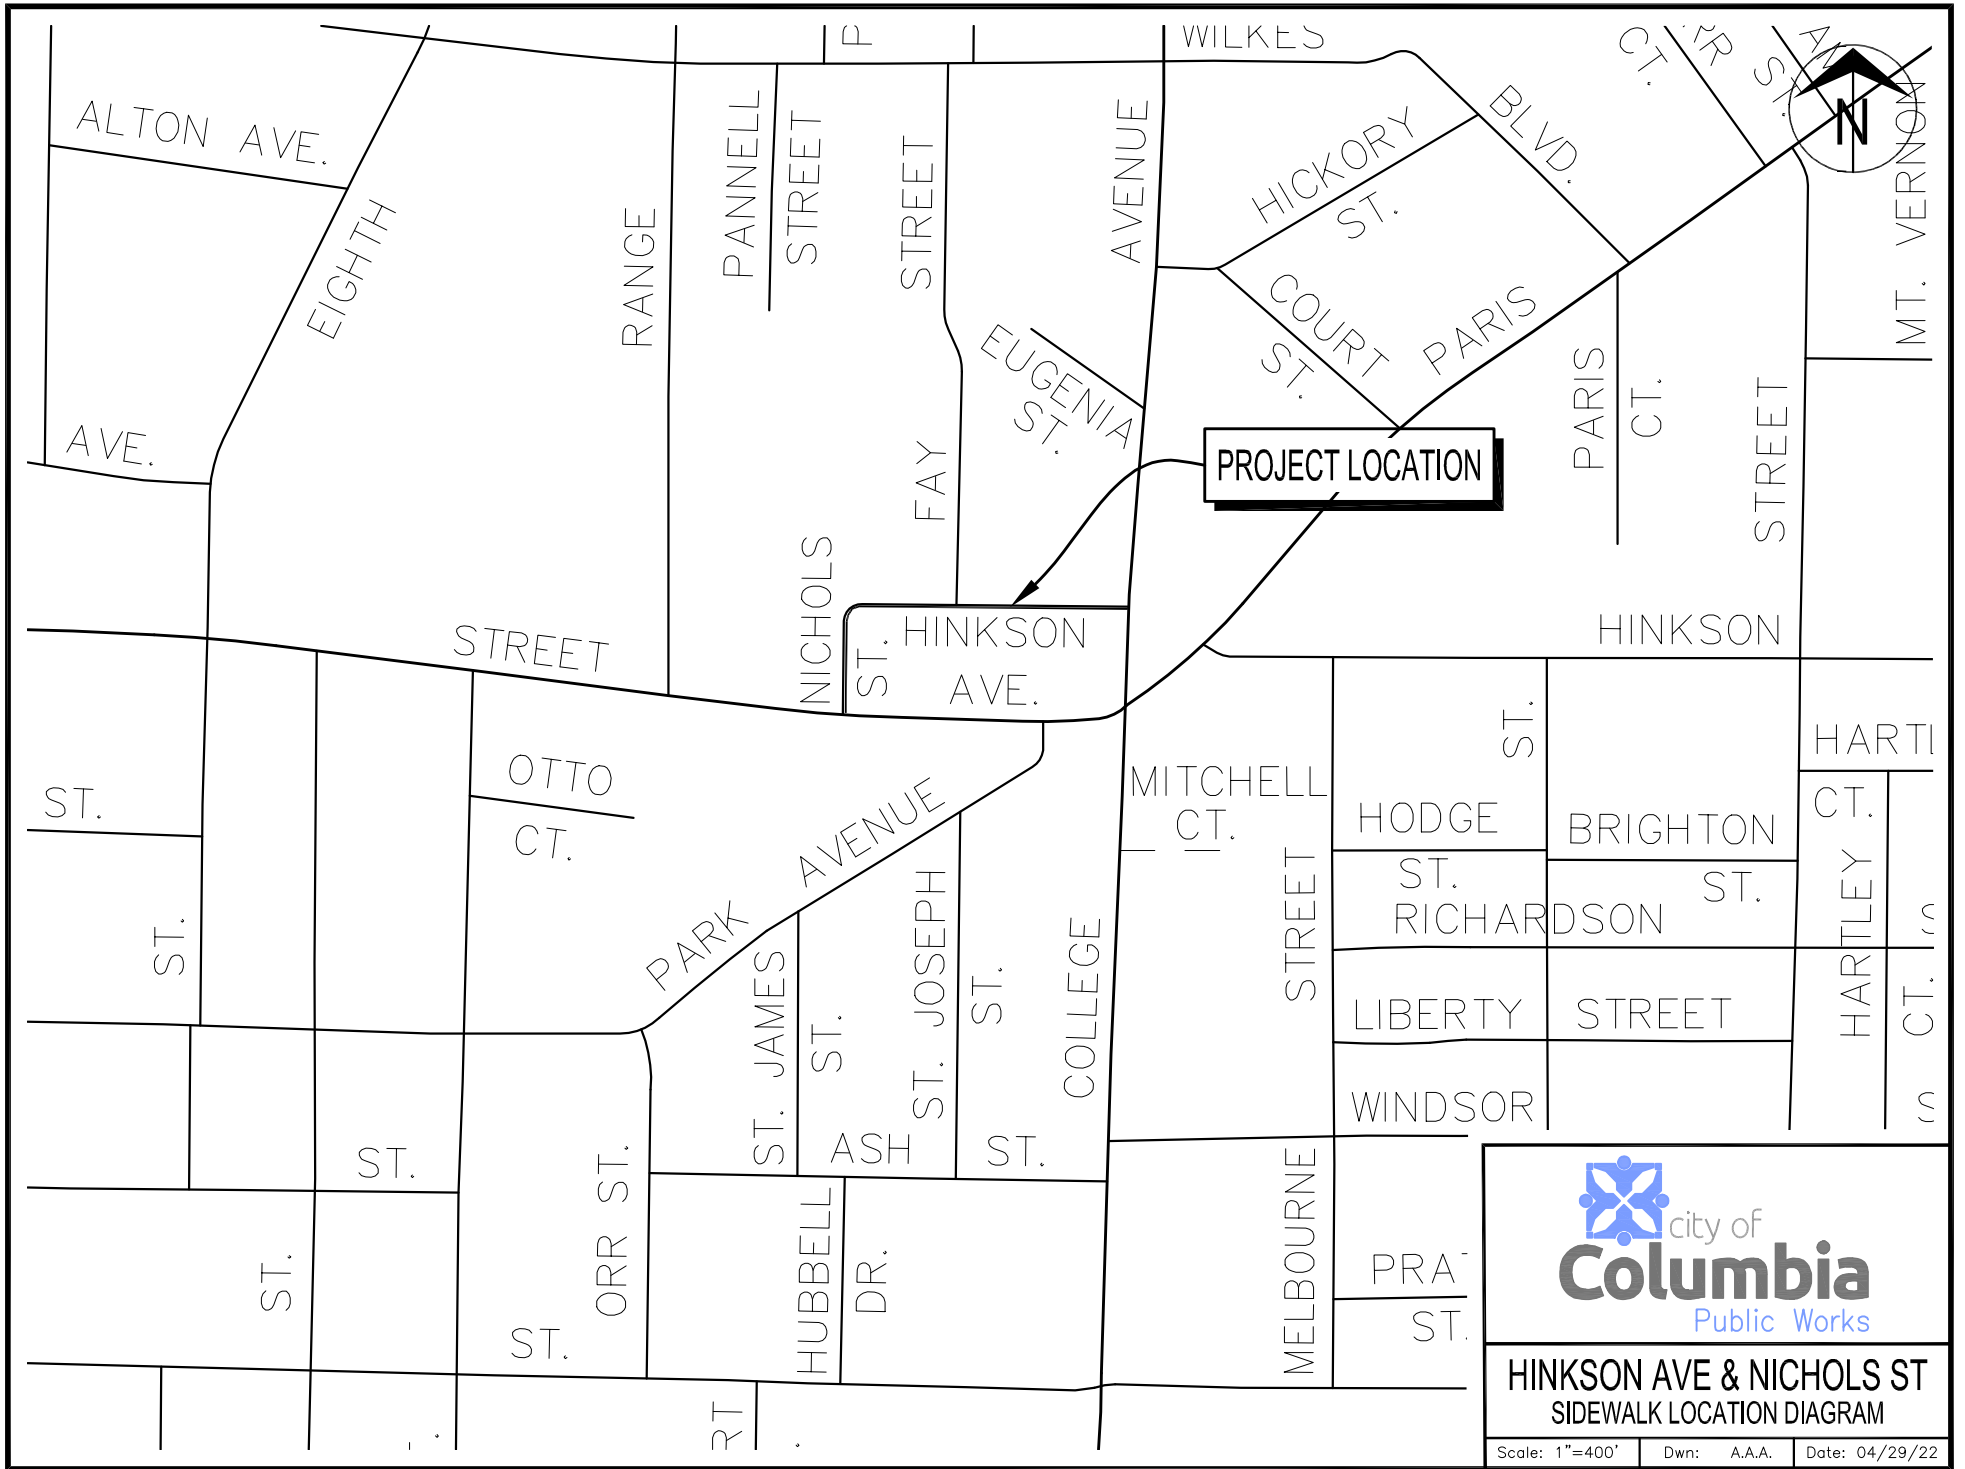 WILKES
BLVD.
CT.
ST.
ALTON AVE.
EIGHTH
RANGE
PANNELL
STREET
STREET
AVENUE
HICKORY
ST.
COURT
ST.
PARIS
PARIS
CT.
STREET
MT. VERNON
N
AVE.
EUGENIA
ST.
FAY
PROJECT LOCATION
NICHOLS
ST.
HINKSON
AVE.
STREET
HINKSON
OTTO
CT.
ST.
PARK
AVENUE
MITCHELL
CT.
HODGE
ST.
ST.
BRIGHTON
ST.
CT.
RICHARDSON
STREET
LIBERTY STREET
HARTLEY
CT.
WINDSOR
ST.
ST. JAMES
ST.
ST. JOSEPH
ST.
COLLEGE
ASH ST.
ST.
ORR ST.
HUBBELL
DR.
MELBOURNE
ST.
ST.
ST.
city of
Columbia
Public Works
HINKSON AVE & NICHOLS ST
SIDEWALK LOCATION DIAGRAM
Scale: 1"=400' Dwn: A.A.A. Date: 04/29/22